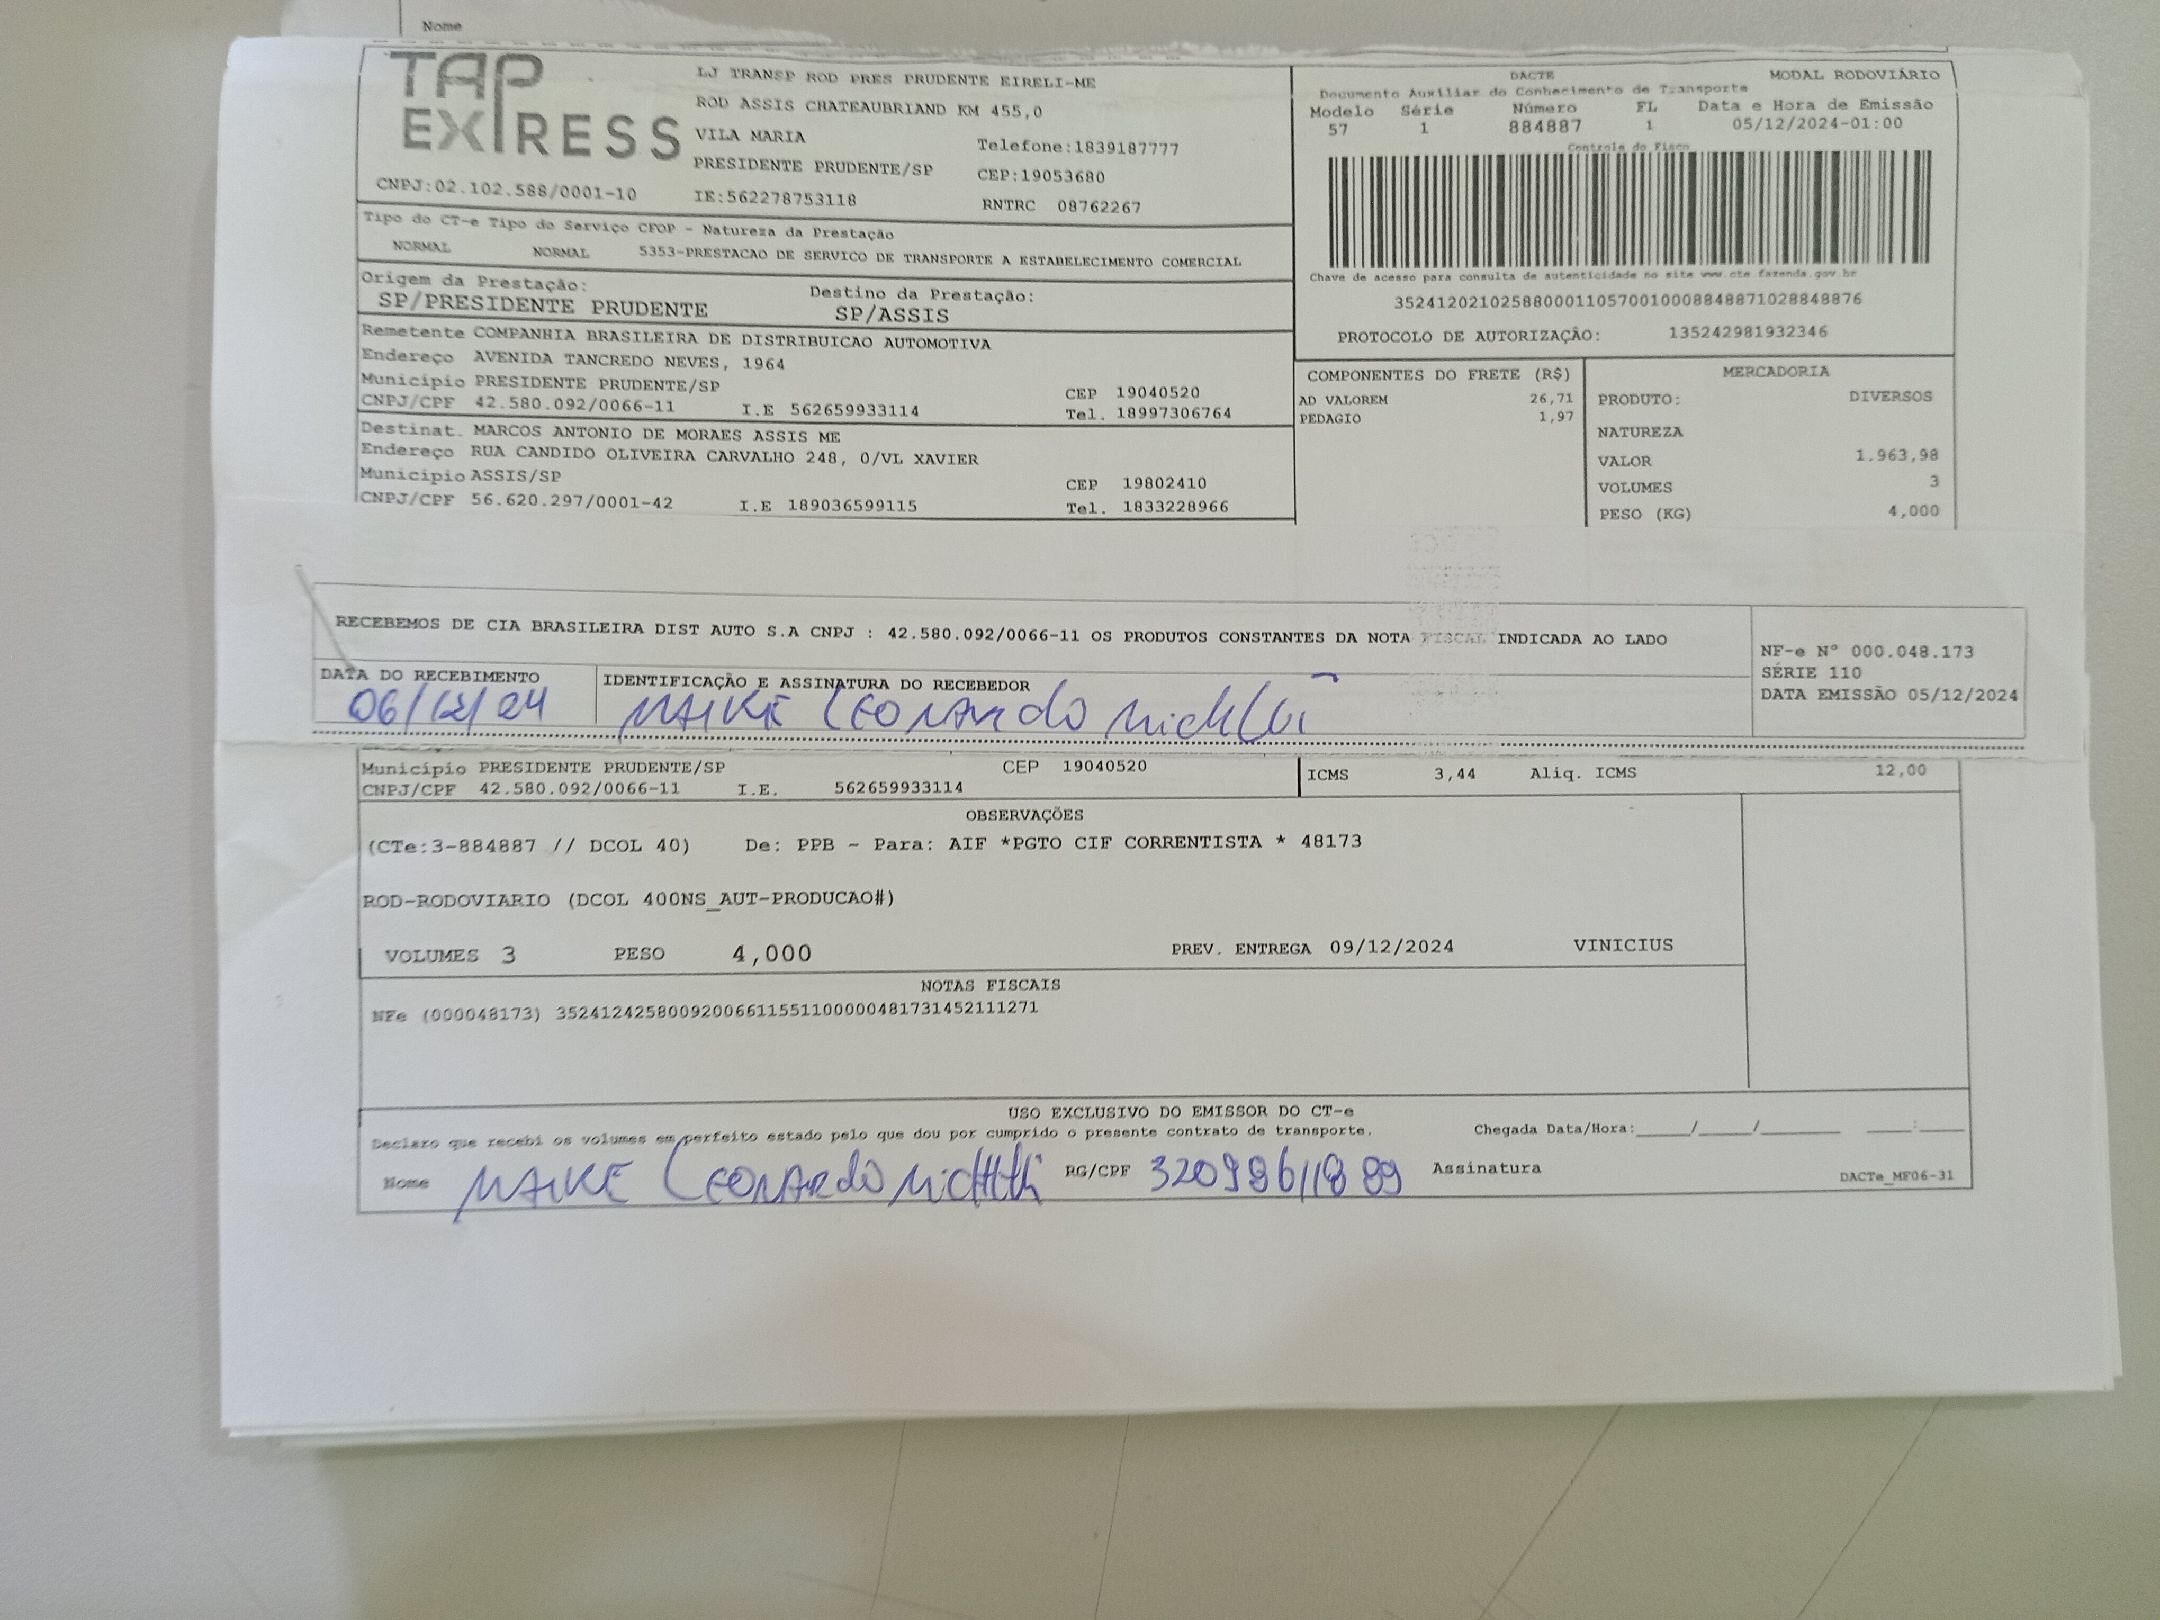 Nome
TAP EXPRESS
LJ TRANSP ROD PRES PRUDENTE EIRELI-ME
ROD ASSIS CHATEAUBRIAND KM 455,0
VILA MARIA Telefone:1839187777
PRESIDENTE PRUDENTE/SP CEP:19053680
CNPJ:02.102.588/0001-10 IE:562278753118 RNTRC 08762267
DACTE MODAL RODOVIÁRIO
Documento Auxiliar do Conhecimento de Transporte
Modelo Série Número FL Data e Hora de Emissão
57 1 884887 1 05/12/2024-01:00
Controle do Fisco
Chave de acesso para consulta de autenticidade no site www.cte.fazenda.gov.br
35241202102588000110570010008848871028848876
PROTOCOLO DE AUTORIZAÇÃO: 135242981932346
Tipo do CT-e Tipo do Serviço CFOP - Natureza da Prestação
NORMAL NORMAL 5353-PRESTACAO DE SERVICO DE TRANSPORTE A ESTABELECIMENTO COMERCIAL
Origem da Prestação: Destino da Prestação:
SP/PRESIDENTE PRUDENTE SP/ASSIS
Remetente COMPANHIA BRASILEIRA DE DISTRIBUICAO AUTOMOTIVA
Endereço AVENIDA TANCREDO NEVES, 1964
Município PRESIDENTE PRUDENTE/SP CEP 19040520
CNPJ/CPF 42.580.092/0066-11 I.E 562659933114 Tel. 18997306764
Destinat. MARCOS ANTONIO DE MORAES ASSIS ME
Endereço RUA CANDIDO OLIVEIRA CARVALHO 248, 0/VL XAVIER
Município ASSIS/SP CEP 19802410
CNPJ/CPF 56.620.297/0001-42 I.E 189036599115 Tel. 1833228966
COMPONENTES DO FRETE (R$)
AD VALOREM 26,71
PEDAGIO 1,97
MERCADORIA
PRODUTO: DIVERSOS
NATUREZA
VALOR 1.963,98
VOLUMES 3
PESO (KG) 4,000
RECEBEMOS DE CIA BRASILEIRA DIST AUTO S.A CNPJ : 42.580.092/0066-11 OS PRODUTOS CONSTANTES DA NOTA FISCAL INDICADA AO LADO
NF-e Nº 000.048.173
SÉRIE 110
DATA EMISSÃO 05/12/2024
DATA DO RECEBIMENTO IDENTIFICAÇÃO E ASSINATURA DO RECEBEDOR
06/12/24 MAIKE LEONARDO
Município PRESIDENTE PRUDENTE/SP CEP 19040520
CNPJ/CPF 42.580.092/0066-11 I.E. 562659933114
ICMS 3,44 Aliq. ICMS 12,00
OBSERVAÇÕES
(CTe:3-884887 // DCOL 40) De: PPB - Para: AIF *PGTO CIF CORRENTISTA * 48173
ROD-RODOVIARIO (DCOL 400NS_AUT-PRODUCAO#)
VOLUMES 3 PESO 4,000 PREV. ENTREGA 09/12/2024 VINICIUS
NOTAS FISCAIS
NFe (000048173) 35241242580092006611551100000481731452111271
USO EXCLUSIVO DO EMISSOR DO CT-e
Declaro que recebi os volumes em perfeito estado pelo que dou por cumprido o presente contrato de transporte. Chegada Data/Hora:____/____/______ ___:___
Nome MAIKE LEONARDO RG/CPF Assinatura
DACTe_MF06-31